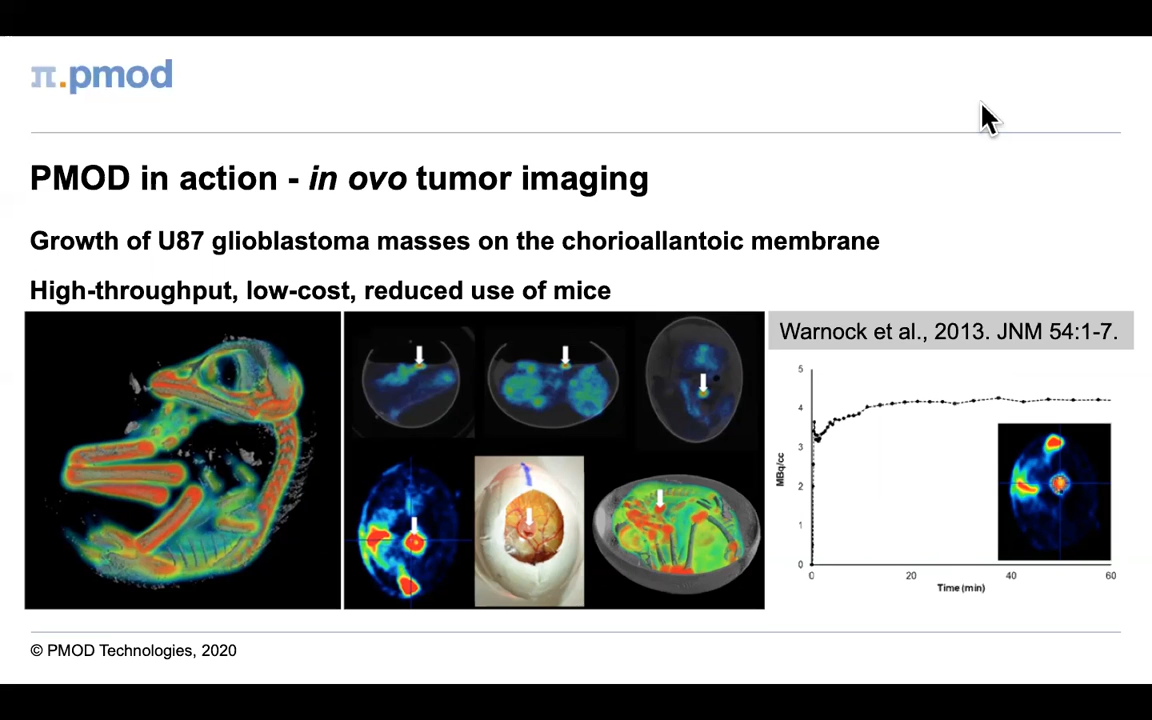 π.pmod
PMOD in action - in ovo tumor imaging
Growth of U87 glioblastoma masses on the chorioallantoic membrane
High-throughput, low-cost, reduced use of mice
Warnock et al., 2013. JNM 54:1-7.
5
4
3
2
1
0
MBq/cc
0 20 40 60
Time (min)
© PMOD Technologies, 2020